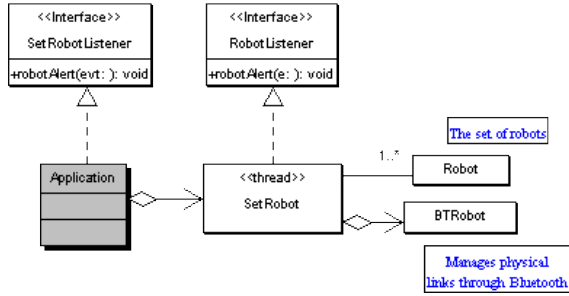 <<Interface>>
SetRobotListener
+robotAlert(evt: ): void
<<Interface>>
RobotListener
+robotAlert(e: ): void
The set of robots
Application
<<thread>>
SetRobot
1..*
Robot
BTRobot
Manages physical
links through Bluetooth